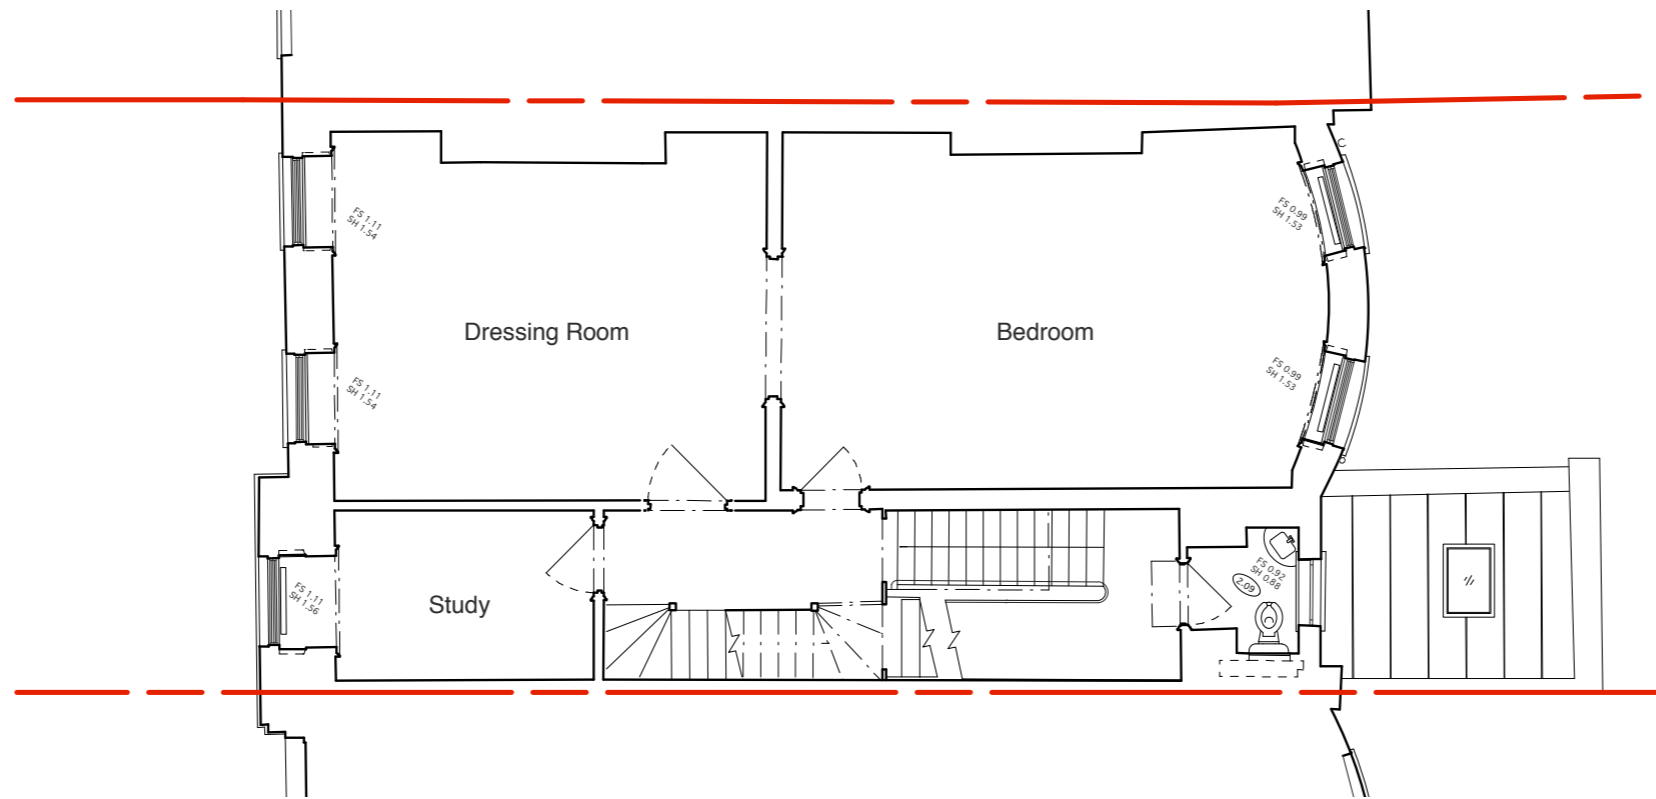 FS 1.11
SH 1.54
FS 0.99
SH 1.53
Dressing Room
Bedroom
FS 1.11
SH 1.54
FS 0.99
SH 1.53
FS 1.11
SH 1.56
Study
FS 0.92
SH 0.88
2.09